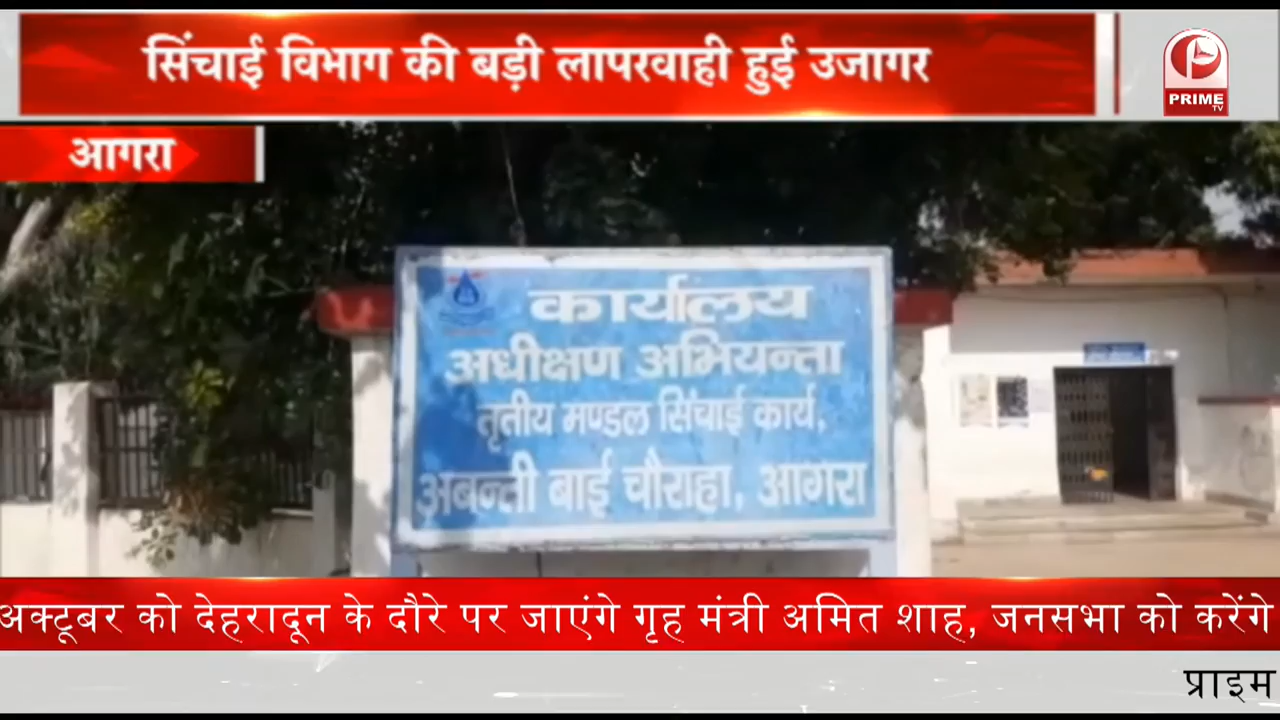 सिंचाई विभाग की बड़ी लापरवाही हुई उजागर
PRIME
TV
आगरा
कार्यालय
अधीक्षण अभियन्ता
तृतीय मण्डल सिंचाई कार्य,
अबन्ती बाई चौराहा, आगरा
अक्टूबर को देहरादून के दौरे पर जाएंगे गृह मंत्री अमित शाह, जनसभा को करेंगे
प्राइम